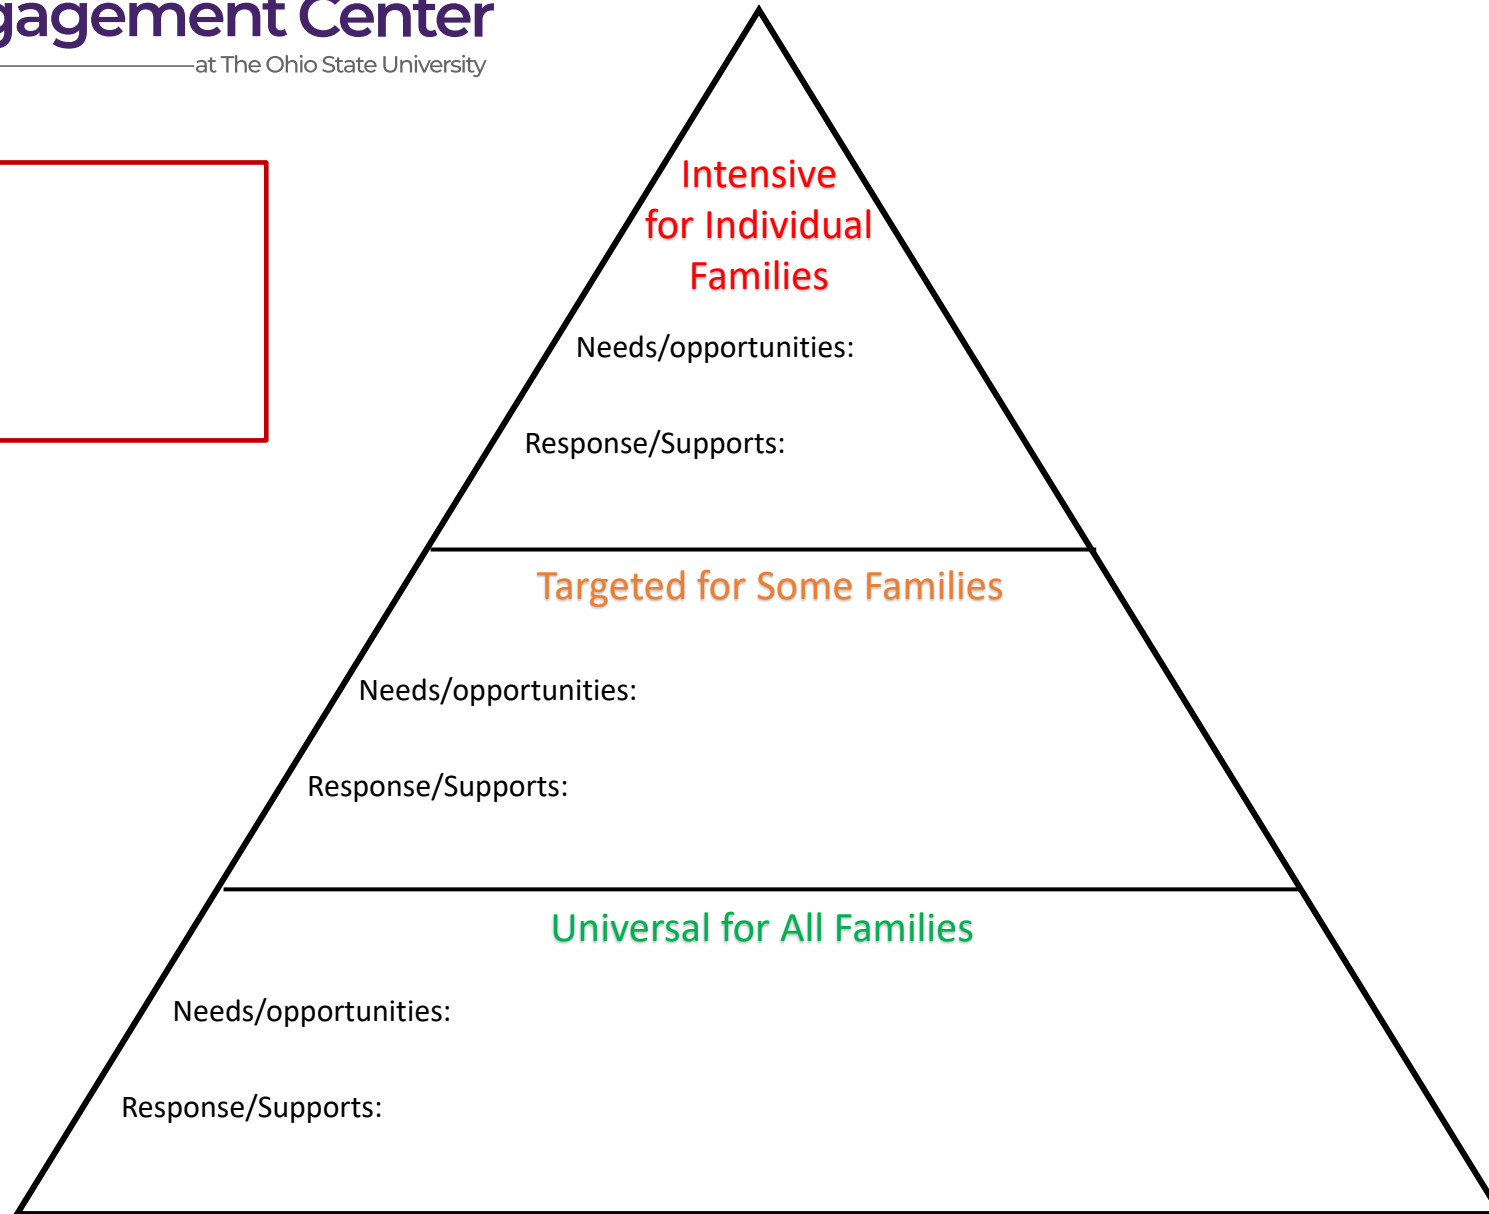 Center
at The Ohio State University
Intensive
for Individual
Families
Needs/opportunities:
Response/Supports:
Targeted for Some Families
Needs/opportunities:
Response/Supports:
Universal for All Families
Needs/opportunities:
Response/Supports: